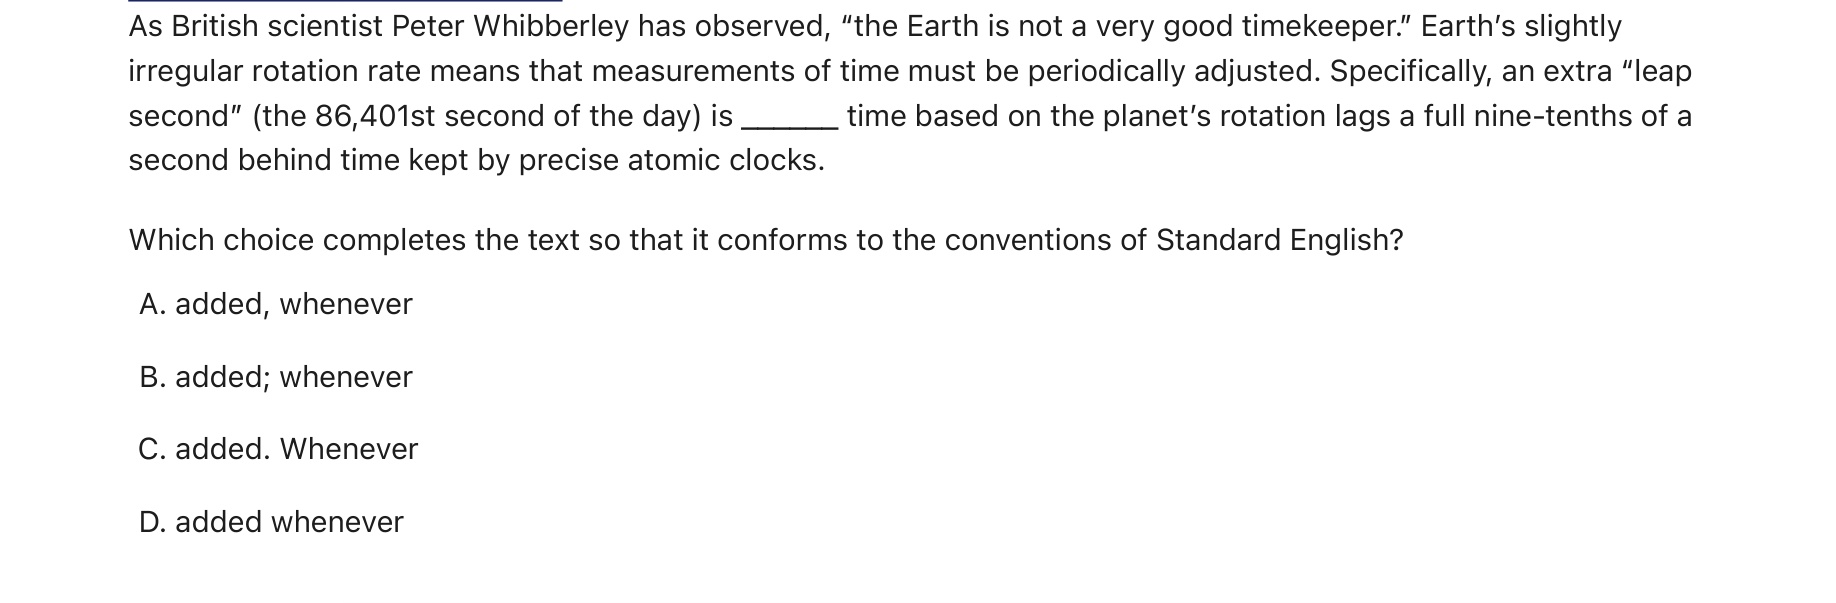 As British scientist Peter Whibberley has observed, “the Earth is not a very good timekeeper.” Earth’s slightly
irregular rotation rate means that measurements of time must be periodically adjusted. Specifically, an extra “leap
second” (the 86,401st second of the day) is ______ time based on the planet’s rotation lags a full nine-tenths of a
second behind time kept by precise atomic clocks.
Which choice completes the text so that it conforms to the conventions of Standard English?
A. added, whenever
B. added; whenever
C. added. Whenever
D. added whenever